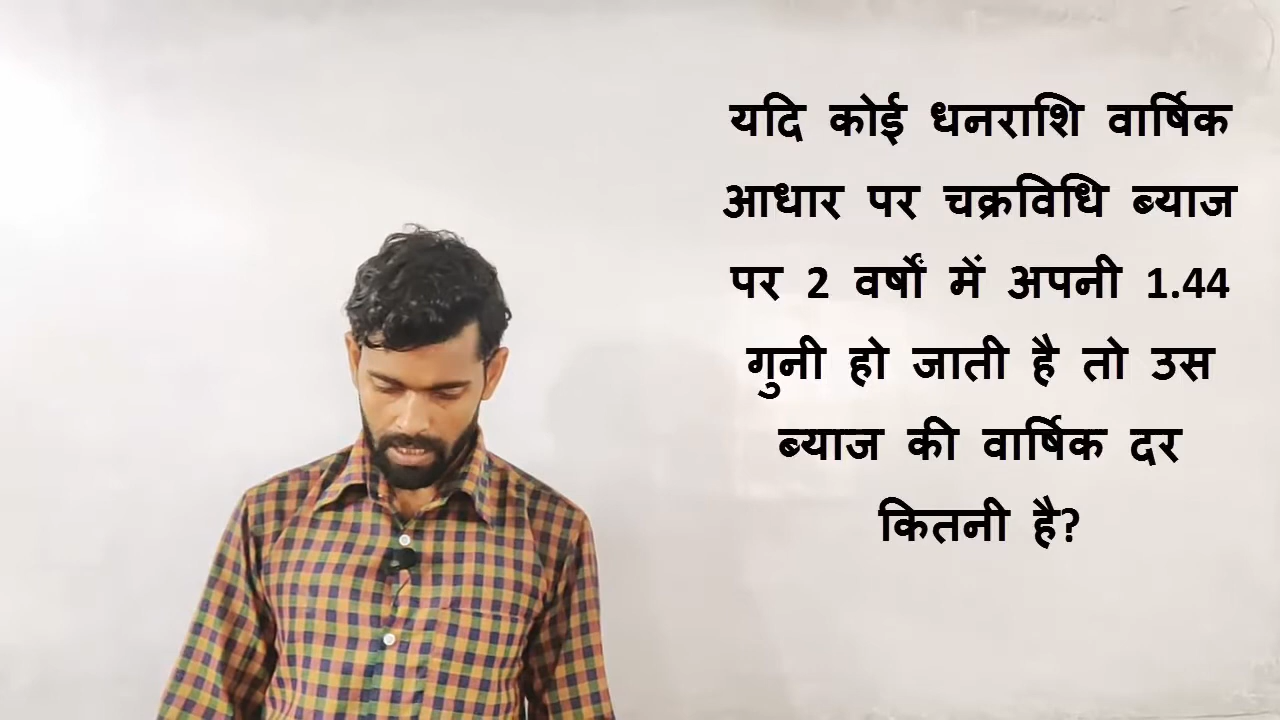 यदि कोई धनराशि वार्षिक
आधार पर चक्रविधि ब्याज
पर 2 वर्षों में अपनी 1.44
गुनी हो जाती है तो उस
ब्याज की वार्षिक दर
कितनी है?